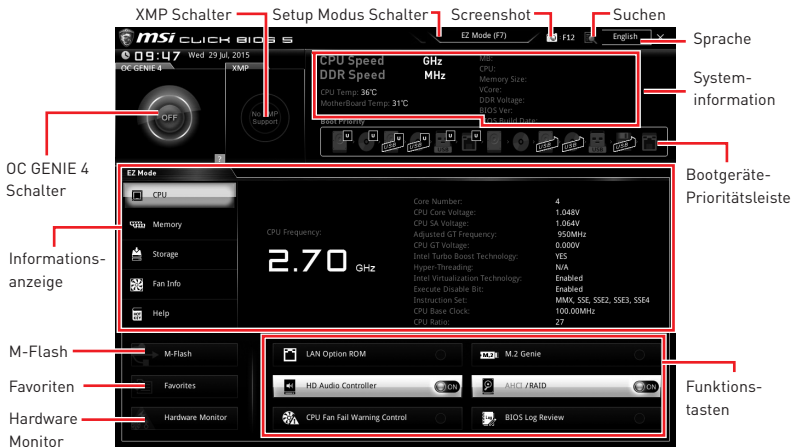 XMP Schalter
Setup Modus Schalter
Screenshot
Suchen
msi CLICK BIOS 5
EZ Mode (F7)
F12
English
Sprache
09:47 Wed 29 Jul, 2015
OC GENIE 4
XMP
CPU Speed GHz
DDR Speed MHz
CPU Temp: 36°C
MotherBoard Temp: 31°C
MB:
CPU:
Memory Size:
VCore:
DDR Voltage:
BIOS Ver:
BIOS Build Date:
System-
information
OFF
No XMP
Support
Boot Priority
U U U U U
USB USB USB USB USB USB
?
OC GENIE 4
Schalter
Bootgeräte-
Prioritätsleiste
EZ Mode
CPU
Memory
Storage
Fan Info
Help
Informations-
anzeige
CPU Frequency:
2.70 GHz
Core Number: 4
CPU Core Voltage: 1.048V
CPU SA Voltage: 1.064V
Adjusted GT Frequency: 950MHz
CPU GT Voltage: 0.000V
Intel Turbo Boost Technology: YES
Hyper-Threading: N/A
Intel Virtualization Technology: Enabled
Execute Disable Bit: Enabled
Instruction Set: MMX, SSE, SSE2, SSE3, SSE4
CPU Base Clock: 100.00MHz
CPU Ratio: 27
M-Flash
M-Flash
Favoriten
Favorites
Hardware
Monitor
Hardware Monitor
LAN Option ROM
M.2 M.2 Genie
HD Audio Controller ON
AHCI /RAID ON
CPU Fan Fail Warning Control
BIOS Log Review
Funktions-
tasten